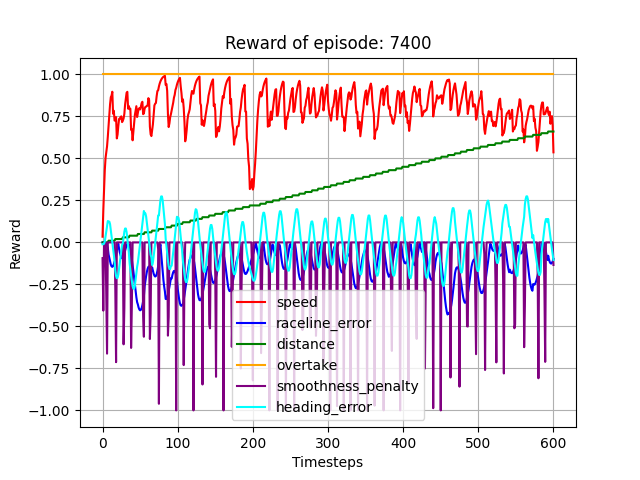 Reward of episode: 7400
Reward
1.00
0.75
0.50
0.25
0.00
−0.25
−0.50
−0.75
−1.00
speed
raceline_error
distance
overtake
smoothness_penalty
heading_error
0 100 200 300 400 500 600
Timesteps